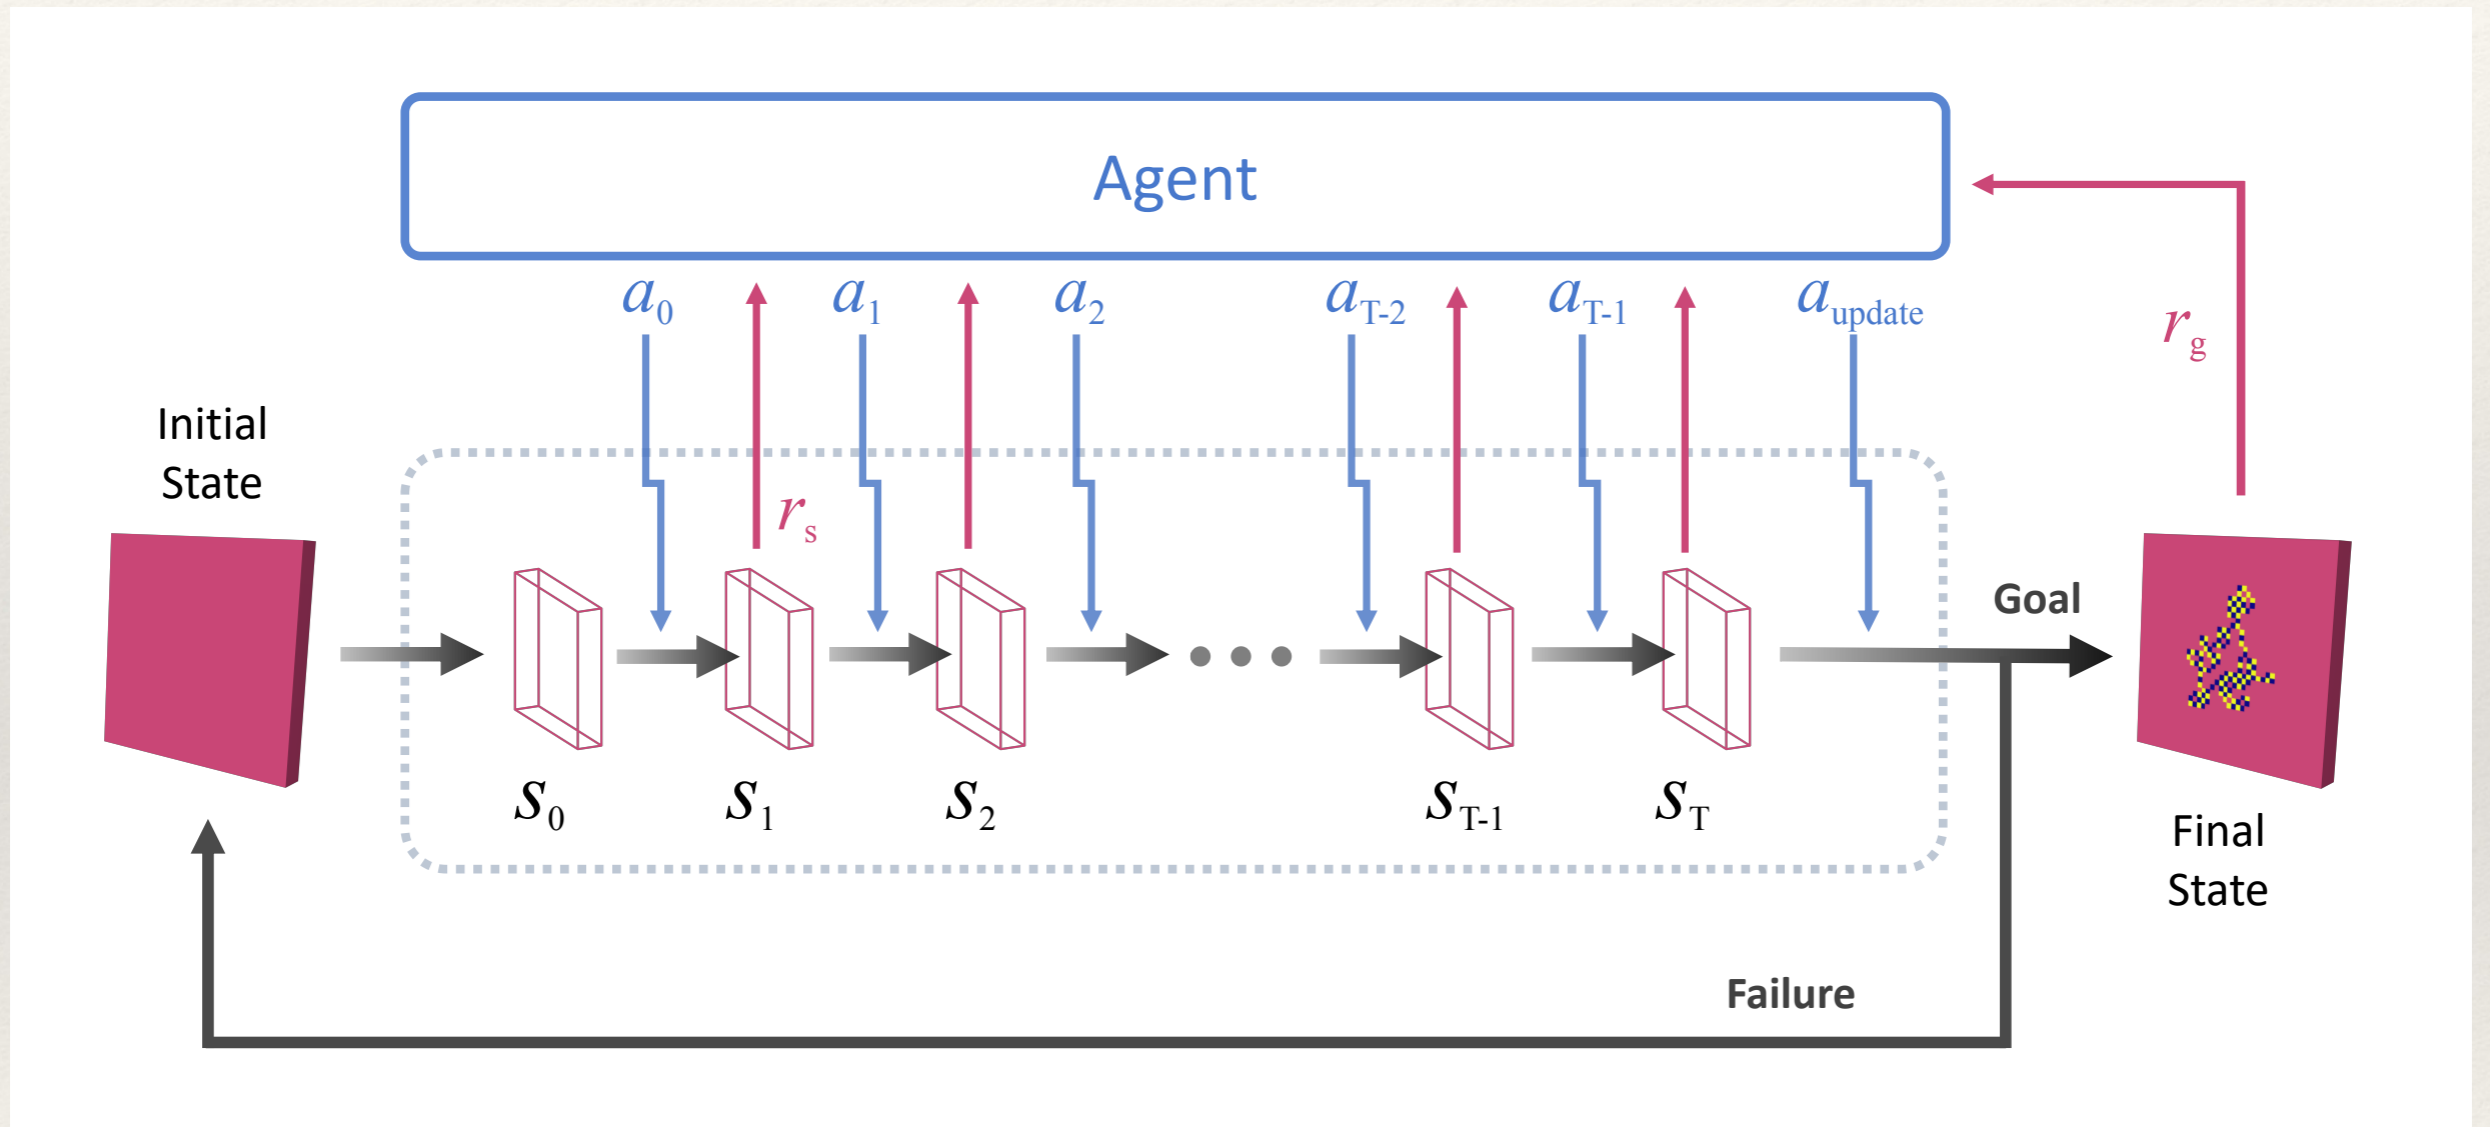 Agent
a0 a1 a2 aT-2 aT-1 aupdate
rg
Initial
State
rs
Goal
s0 s1 s2 sT-1 sT
Final
State
Failure